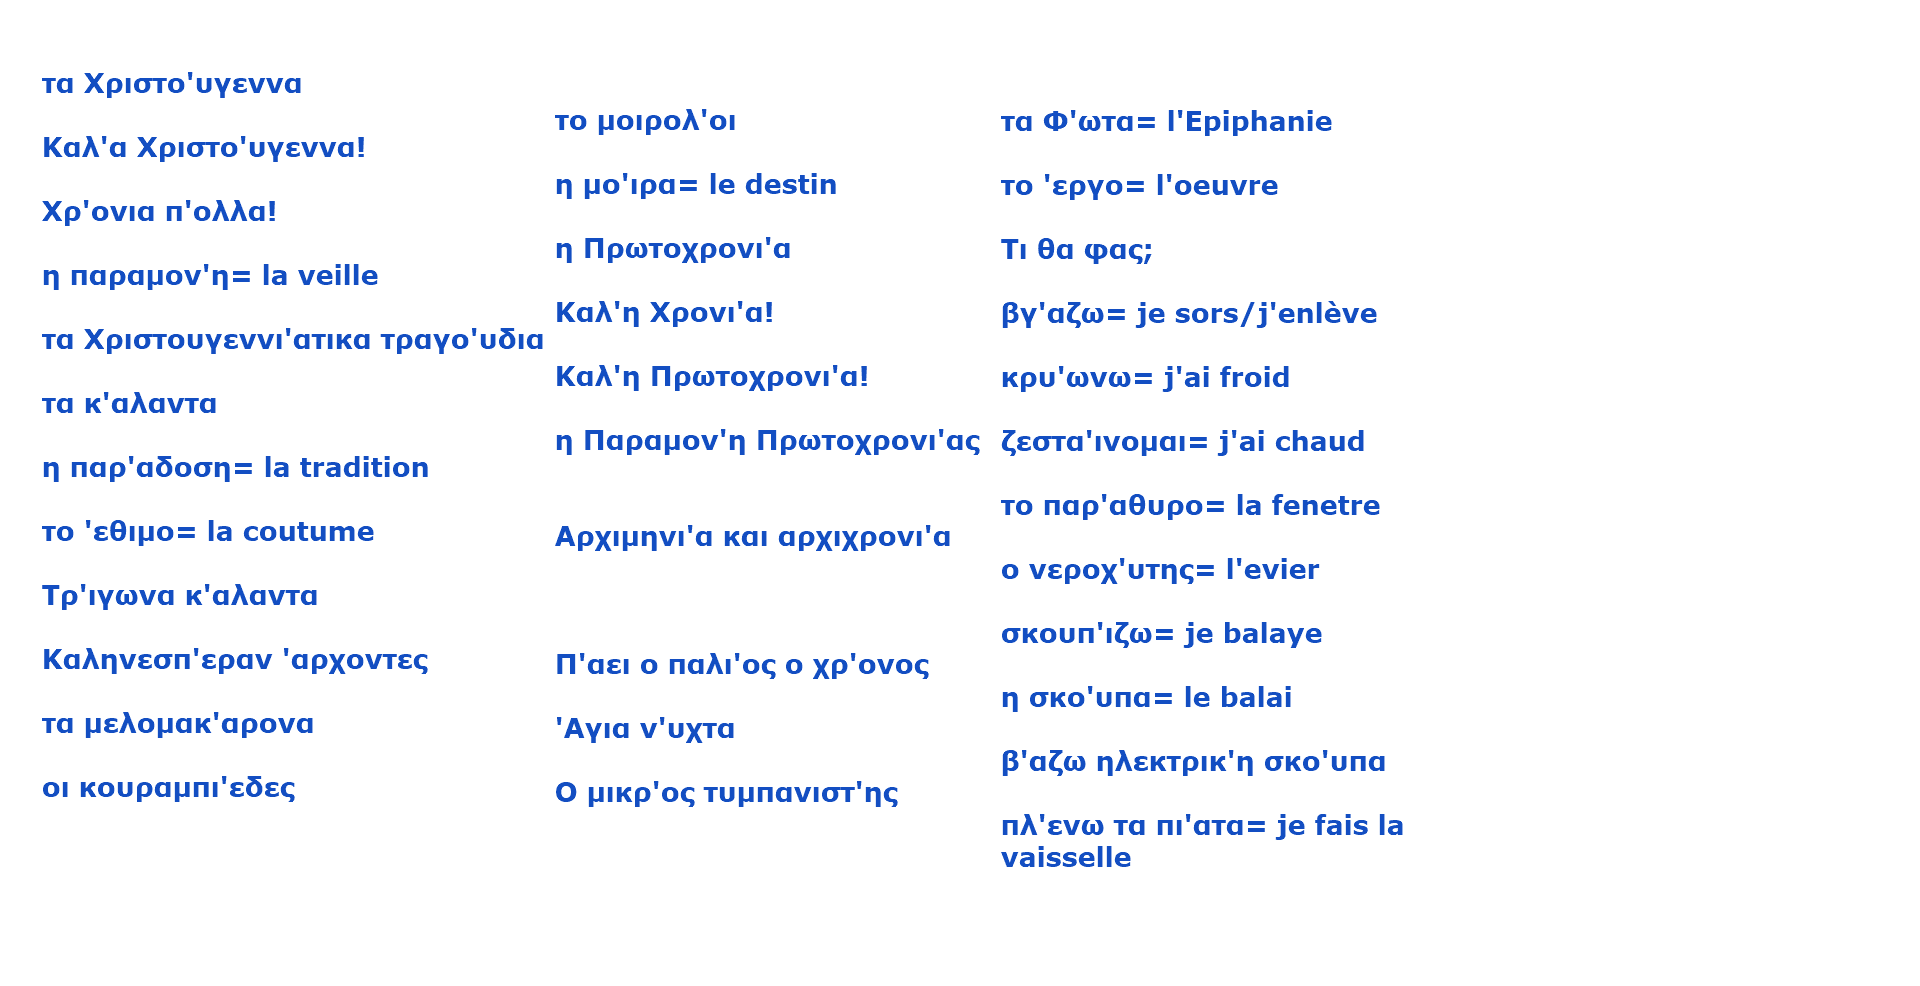 τα Χριστο'υγεννα
Καλ'α Χριστο'υγεννα!
Χρ'ονια π'ολλα!
η παραμον'η= la veille
τα Χριστουγεννι'ατικα τραγο'υδια
τα κ'αλαντα
η παρ'αδοση= la tradition
το 'εθιμο= la coutume
Τρ'ιγωνα κ'αλαντα
Καληνεσπ'εραν 'αρχοντες
τα μελομακ'αρονα
οι κουραμπι'εδες
το μοιρολ'οι
η μο'ιρα= le destin
η Πρωτοχρονι'α
Καλ'η Χρονι'α!
Καλ'η Πρωτοχρονι'α!
η Παραμον'η Πρωτοχρονι'ας
Αρχιμηνι'α και αρχιχρονι'α
Π'αει ο παλι'ος ο χρ'ονος
'Αγια ν'υχτα
Ο μικρ'ος τυμπανιστ'ης
τα Φ'ωτα= l'Epiphanie
το 'εργο= l'oeuvre
Τι θα φας;
βγ'αζω= je sors/j'enlève
κρυ'ωνω= j'ai froid
ζεστα'ινομαι= j'ai chaud
το παρ'αθυρο= la fenetre
ο νεροχ'υτης= l'evier
σκουπ'ιζω= je balaye
η σκο'υπα= le balai
β'αζω ηλεκτρικ'η σκο'υπα
πλ'ενω τα πι'ατα= je fais la
vaisselle